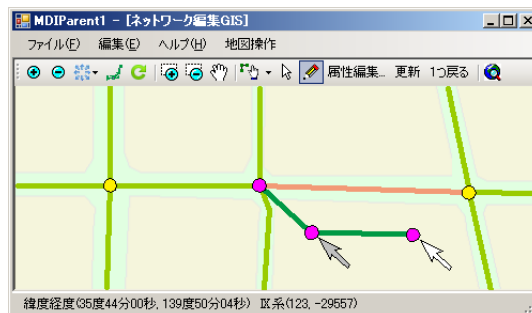 MDIParent1 - [ネットワーク編集GIS]
ファイル(F) 編集(E) ヘルプ(H) 地図操作
属性編集... 更新 1つ戻る
緯度経度(35度44分00秒, 139度50分04秒) Ⅸ系(123, -29557)